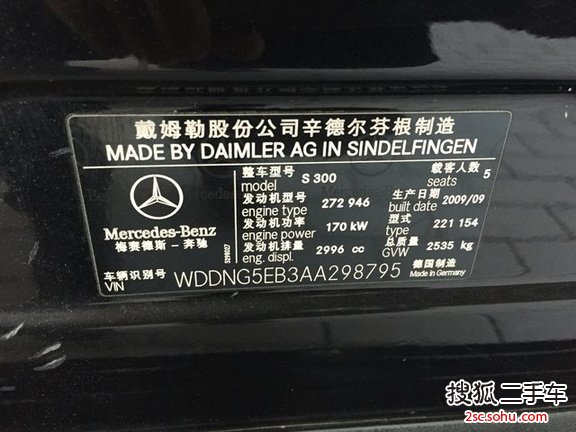 戴姆勒股份公司辛德尔芬根制造
MADE BY DAIMLER AG IN SINDELFINGEN
整车型号 S 300 载客人数 5
model seats
发动机型号 272 946 生产日期 2009/09
engine type built date
发动机功率 170 kW 型式 221 154
engine power type
发动机排量 2996 cc 总质量 2535 kg
eng. displ. GVW
Mercedes-Benz
梅赛德斯-奔驰
车辆识别号 WDDNG5EB3AA298795 德国制造
VIN Made in Germany
搜狐二手车
2sc.sohu.com